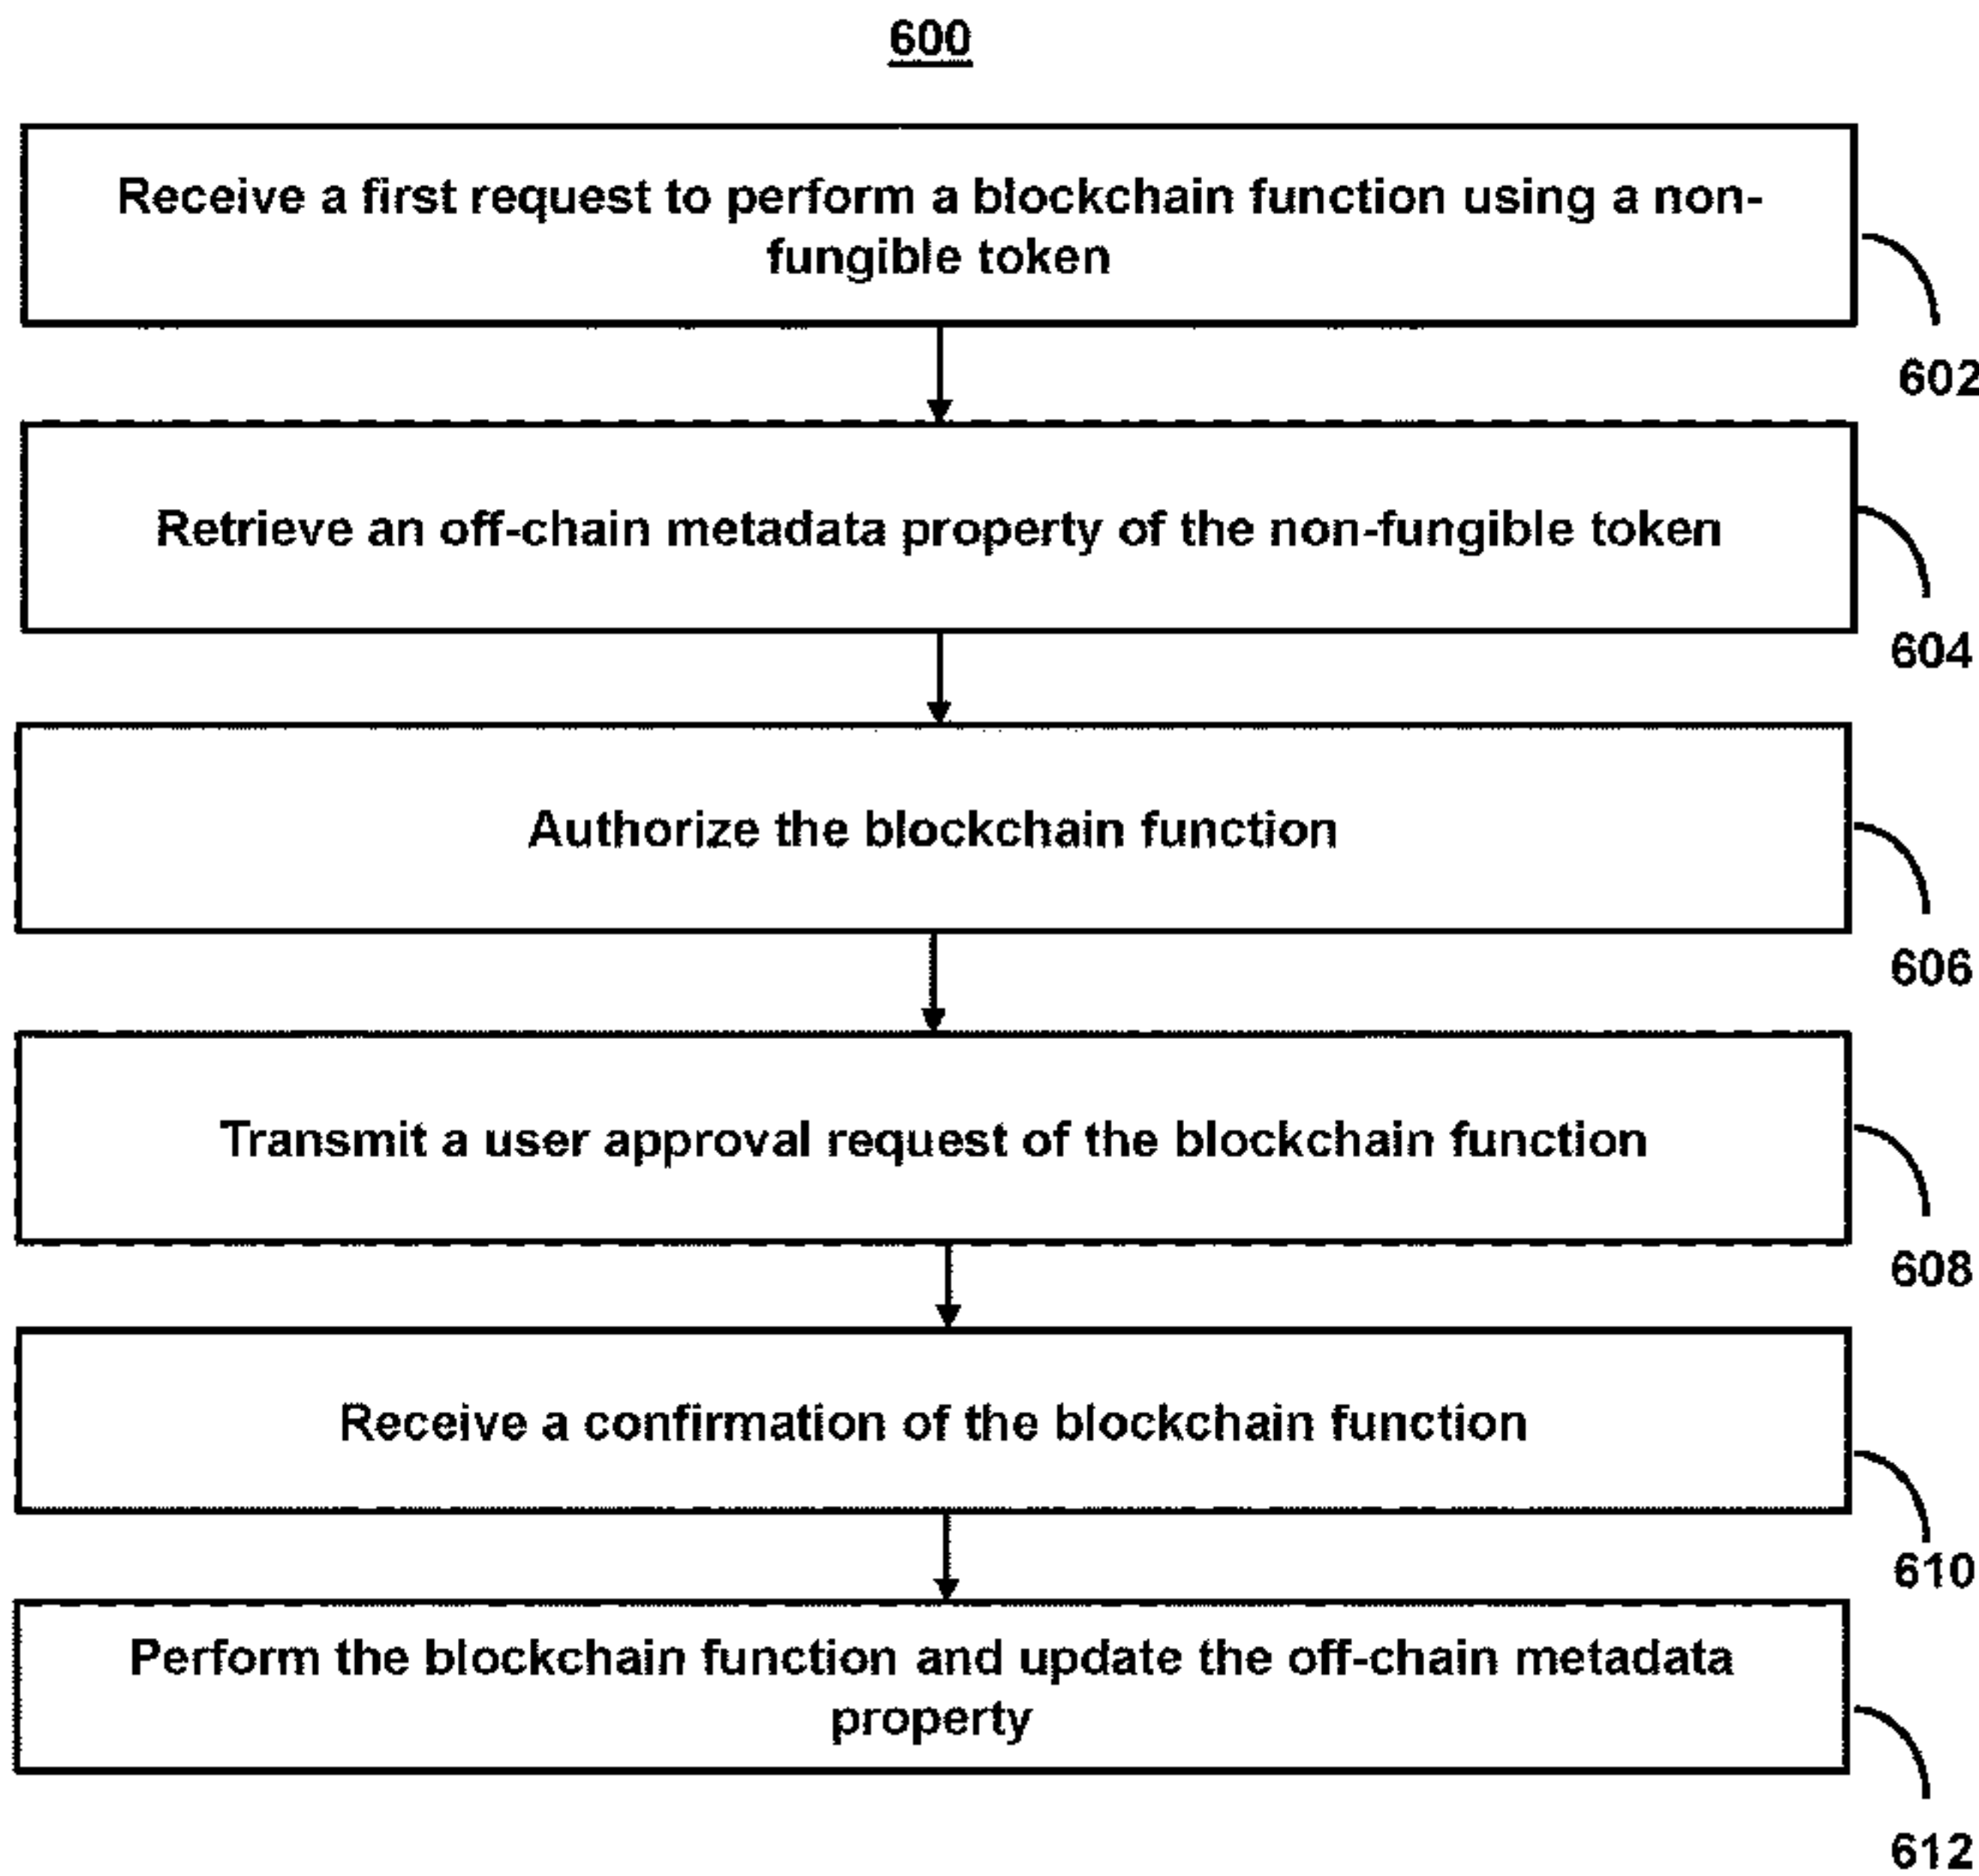 600
Receive a first request to perform a blockchain function using a non-
fungible token
602
Retrieve an off-chain metadata property of the non-fungible token
604
Authorize the blockchain function
606
Transmit a user approval request of the blockchain function
608
Receive a confirmation of the blockchain function
610
Perform the blockchain function and update the off-chain metadata
property
612